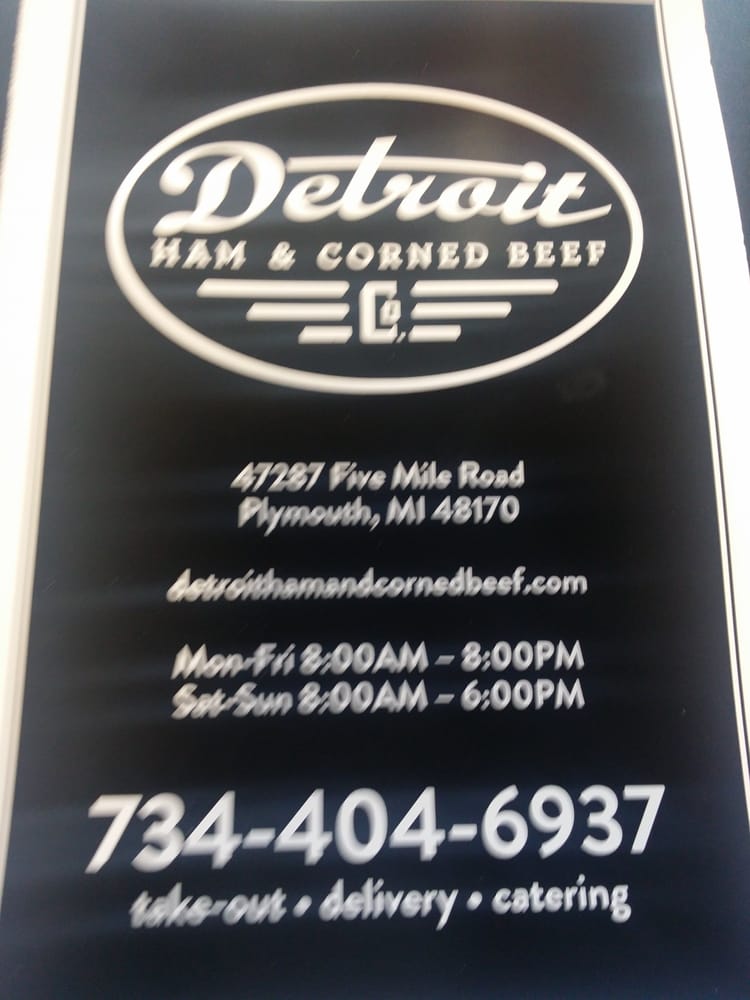 Detroit
HAM & CORNED BEEF
Co.
47287 Five Mile Road
Plymouth, MI 48170
detroithamandcornedbeef.com
Mon-Fri 8:00AM – 8:00PM
Sat-Sun 8:00AM – 6:00PM
734-404-6937
take-out • delivery • catering